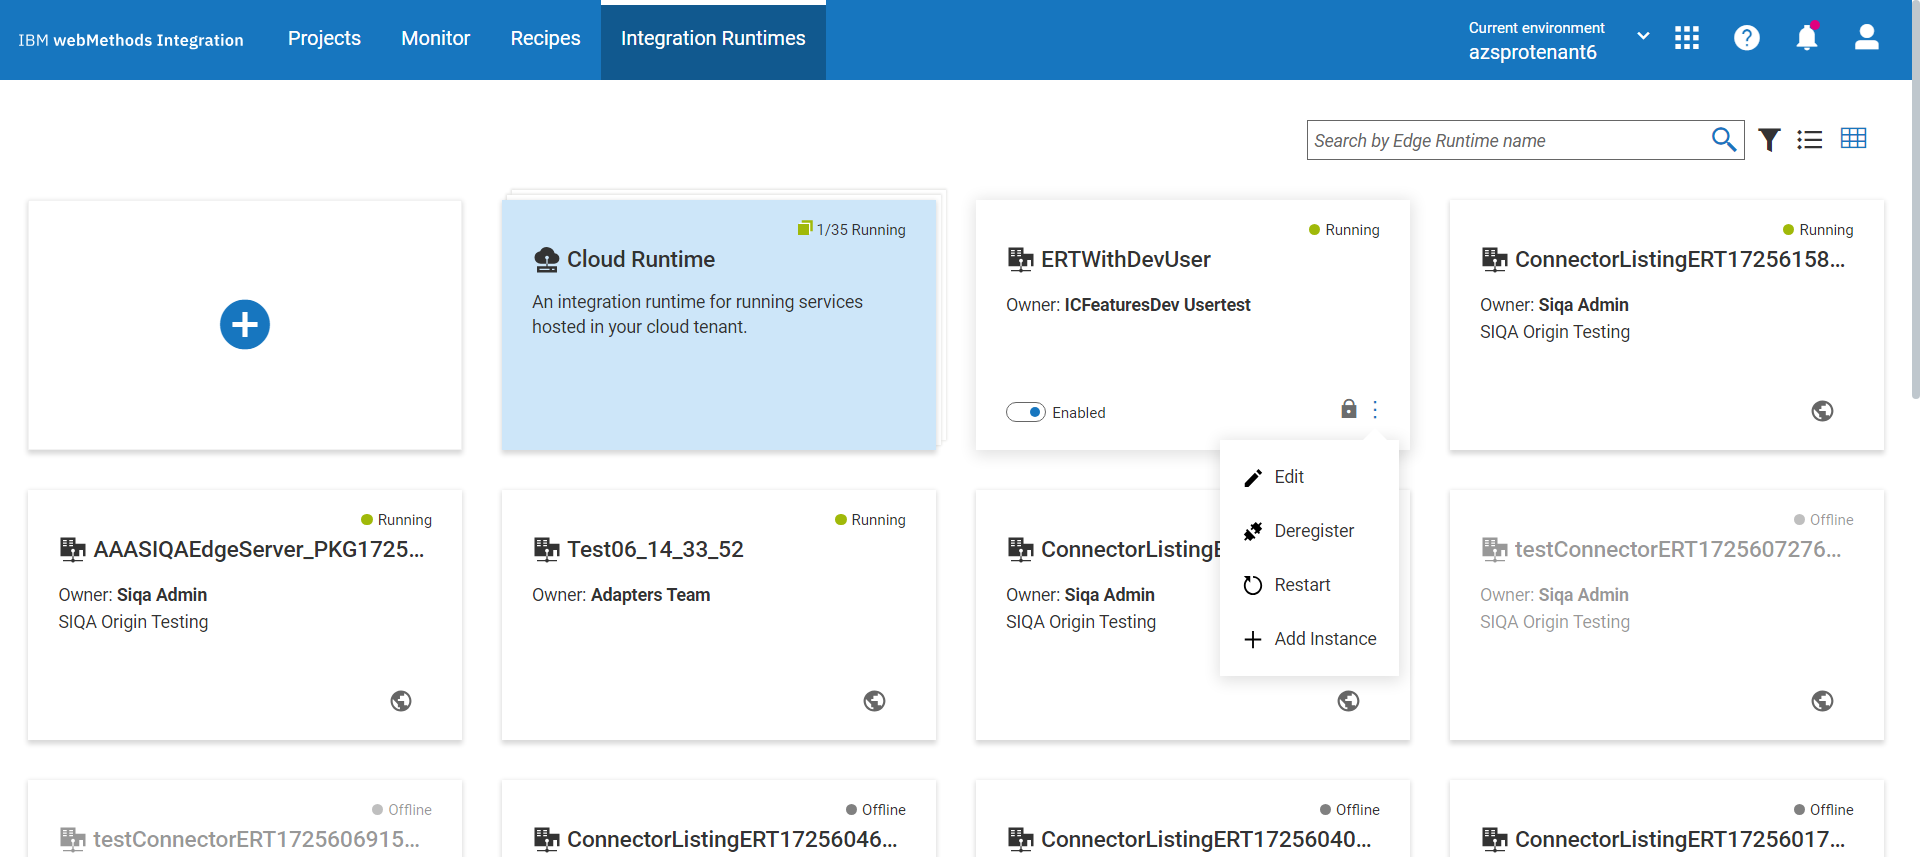 IBM webMethods Integration
Projects
Monitor
Recipes
Integration Runtimes
Current environment
azsprotenant6
Search by Edge Runtime name
1/35 Running
Cloud Runtime
An integration runtime for running services
hosted in your cloud tenant.
Running
ERTWithDevUser
Owner: ICFeaturesDev Usertest
Enabled
Running
ConnectorListingERT17256158...
Owner: Siqa Admin
SIQA Origin Testing
Edit
Deregister
Restart
Add Instance
Running
AAASIQAEdgeServer_PKG1725...
Owner: Siqa Admin
SIQA Origin Testing
Running
Test06_14_33_52
Owner: Adapters Team
ConnectorListingE
Owner: Siqa Admin
SIQA Origin Testing
Offline
testConnectorERT1725607276...
Owner: Siqa Admin
SIQA Origin Testing
Offline
testConnectorERT1725606915...
Offline
ConnectorListingERT17256046...
Offline
ConnectorListingERT17256040...
Offline
ConnectorListingERT17256017...